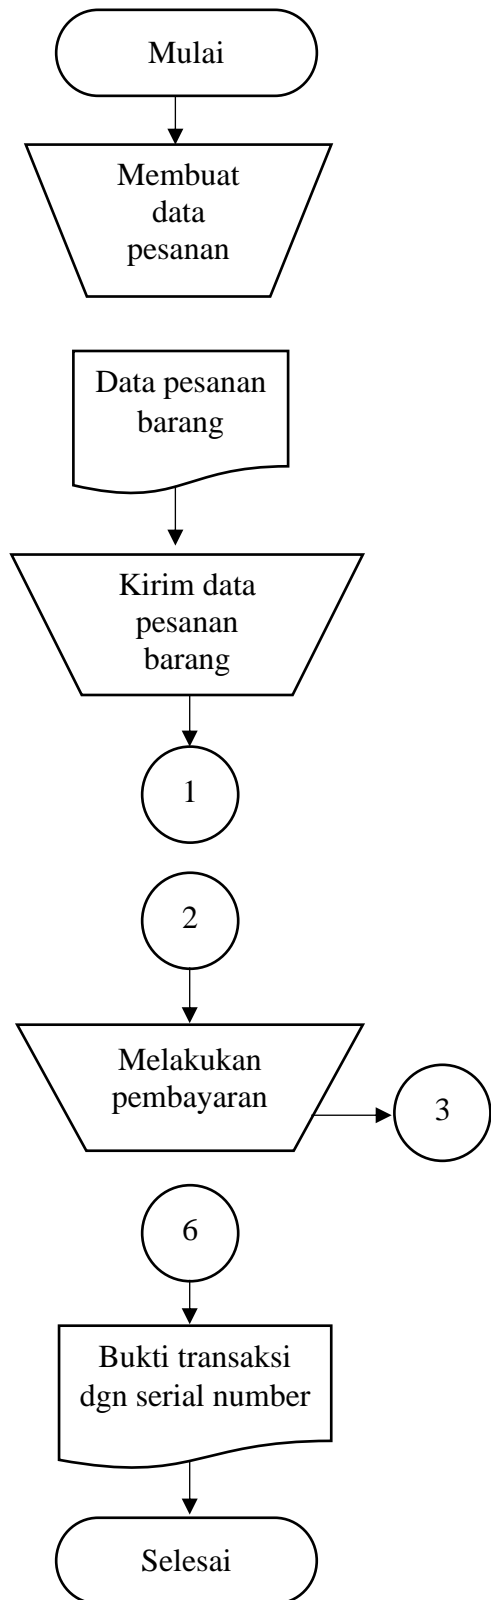 Mulai
Membuat
data
pesanan
Data pesanan
barang
Kirim data
pesanan
barang
1
2
Melakukan
pembayaran
3
6
Bukti transaksi
dgn serial number
Selesai